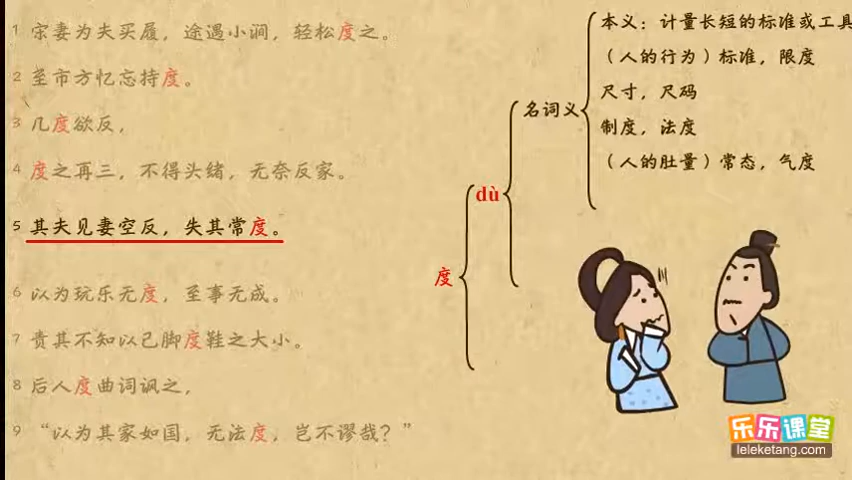 1 宋妻为夫买履，途遇小涧，轻松度之。
2 至市方忆忘持度。
3 几度欲反，
4 度之再三，不得头绪，无奈反家。
5 其夫见妻空反，失其常度。
6 以为玩乐无度，至事无成。
7 责其不知以己脚度鞋之大小。
8 后人度曲词讽之，
9 “以为其家如国，无法度，岂不谬哉？”
度
dù
名词义
本义：计量长短的标准或工具
（人的行为）标准，限度
尺寸，尺码
制度，法度
（人的肚量）常态，气度
乐乐课堂
leleketang.com